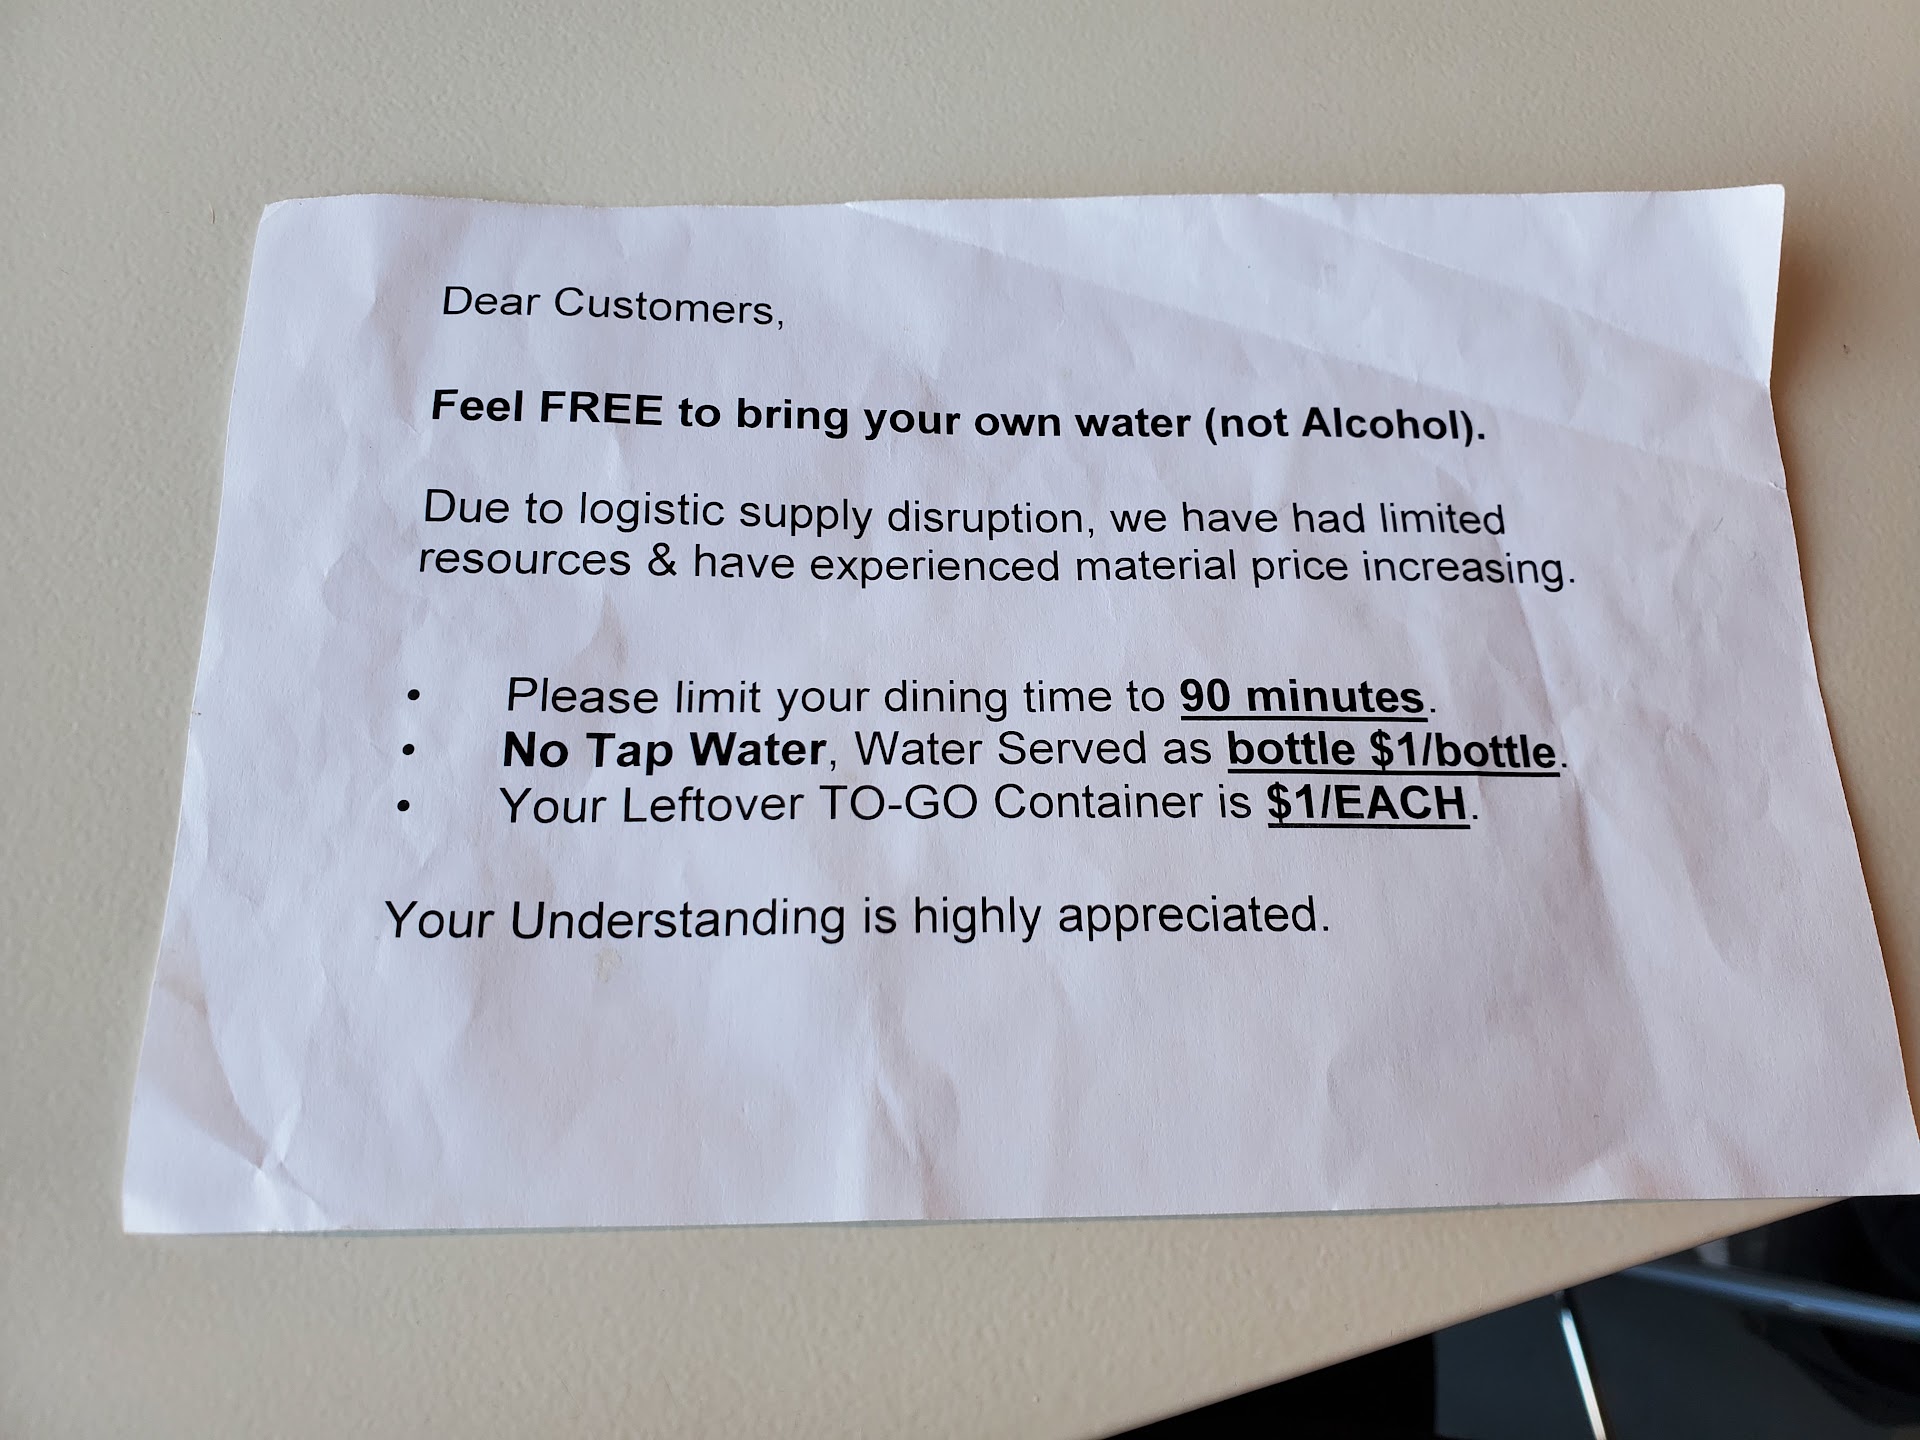 Dear Customers,
Feel FREE to bring your own water (not Alcohol).
Due to logistic supply disruption, we have had limited
resources & have experienced material price increasing.
• Please limit your dining time to 90 minutes.
• No Tap Water, Water Served as bottle $1/bottle.
• Your Leftover TO-GO Container is $1/EACH.
Your Understanding is highly appreciated.